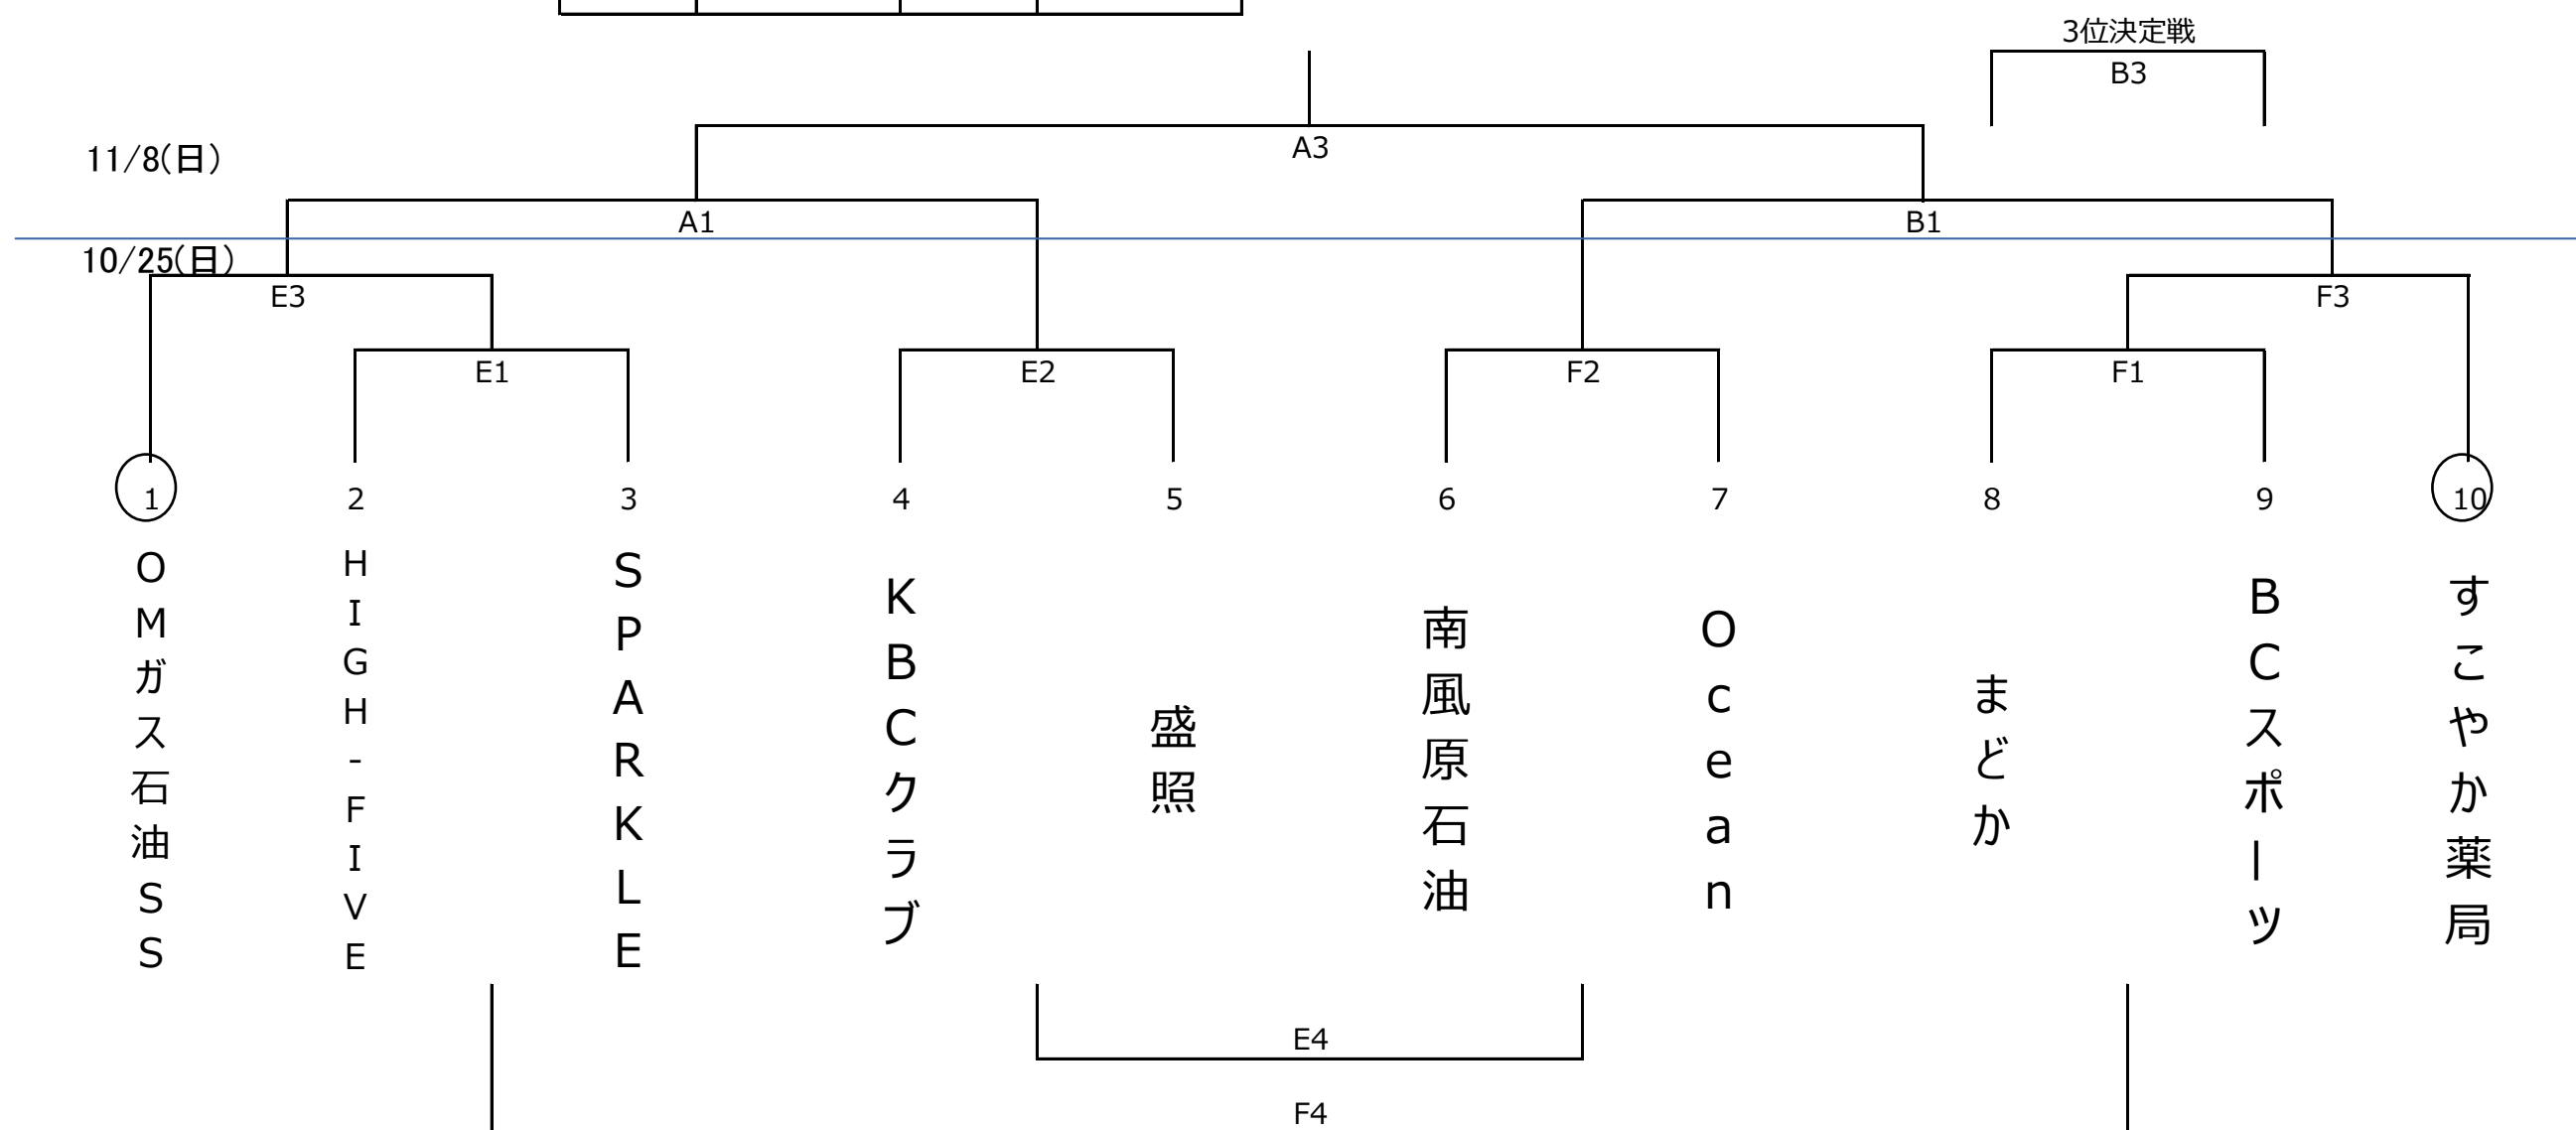 3位決定戦
B3
A3
11/8(日)
A1
B1
10/25(日)
E3
F3
E1
E2
F2
F1
1
2
3
4
5
6
7
8
9
10
OMガス石油SS
HIGH-FIVE
SPARKLE
KBCクラブ
盛照
南風原石油
Ocean
まどか
BCスポーツ
すこやか薬局
E4
F4